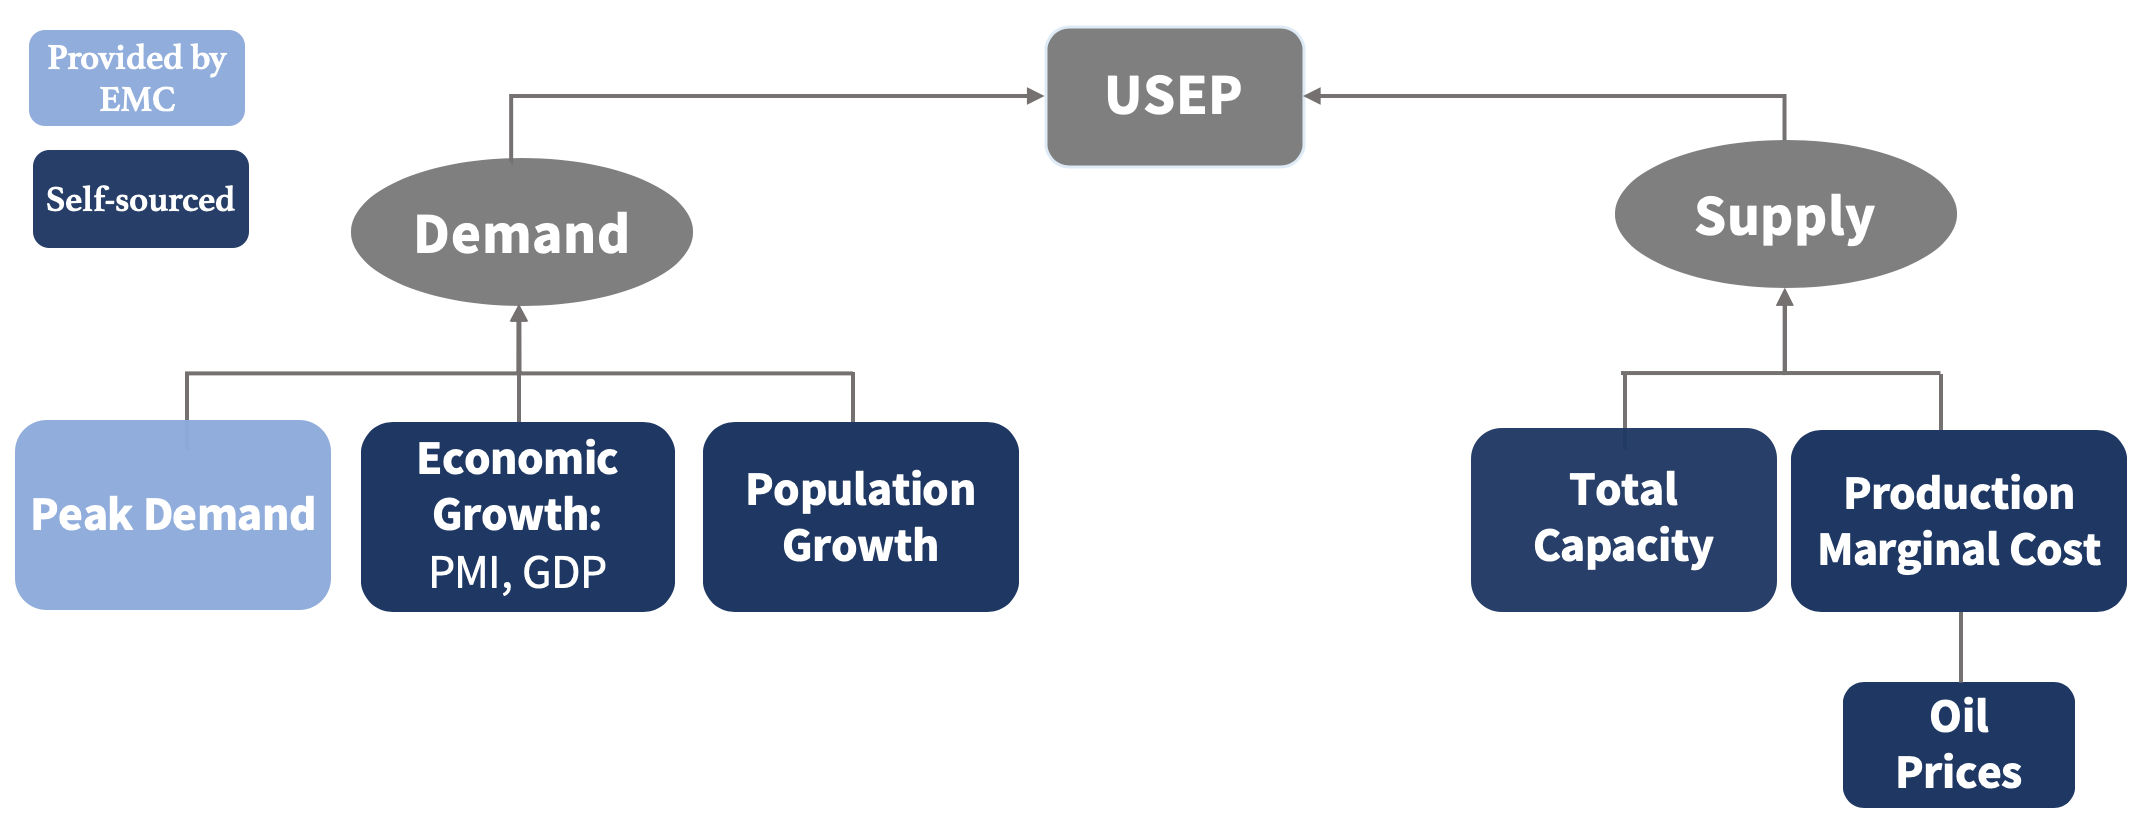 Provided by
EMC
Self-sourced
USEP
Demand
Supply
Peak Demand
Economic
Growth:
PMI, GDP
Population
Growth
Total
Capacity
Production
Marginal Cost
Oil
Prices